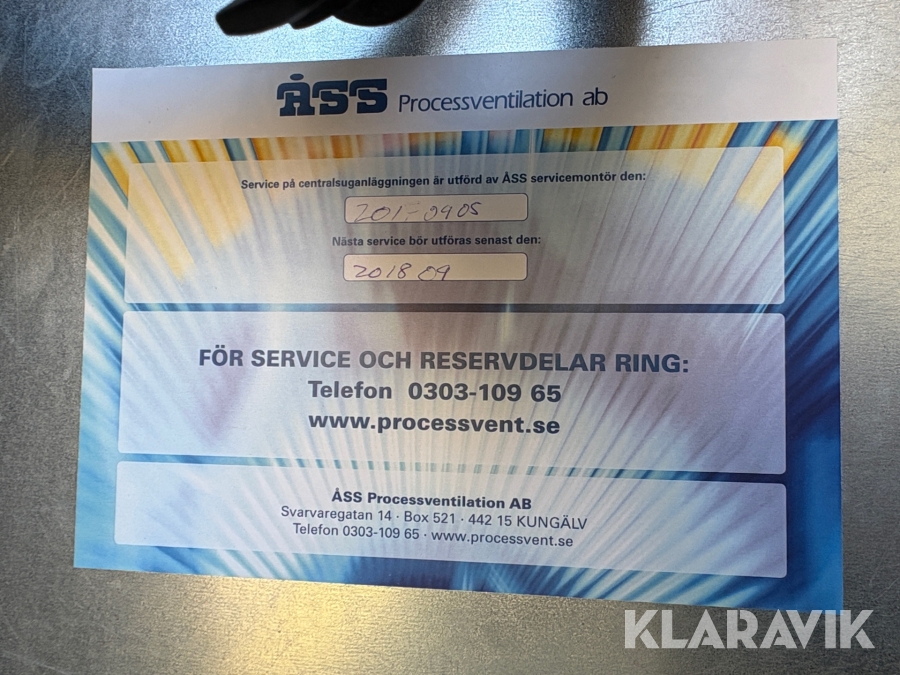 ÅSS Processventilation ab
Service på centralsuganläggningen är utförd av ÅSS servicemontör den:
2017-0905
Nästa service bör utföras senast den:
2018 09
FÖR SERVICE OCH RESERVDELAR RING:
Telefon 0303-109 65
www.processvent.se
ÅSS Processventilation AB
Svarvaregatan 14 · Box 521 · 442 15 KUNGÄLV
Telefon 0303-109 65 · www.processvent.se
KLARAVIK